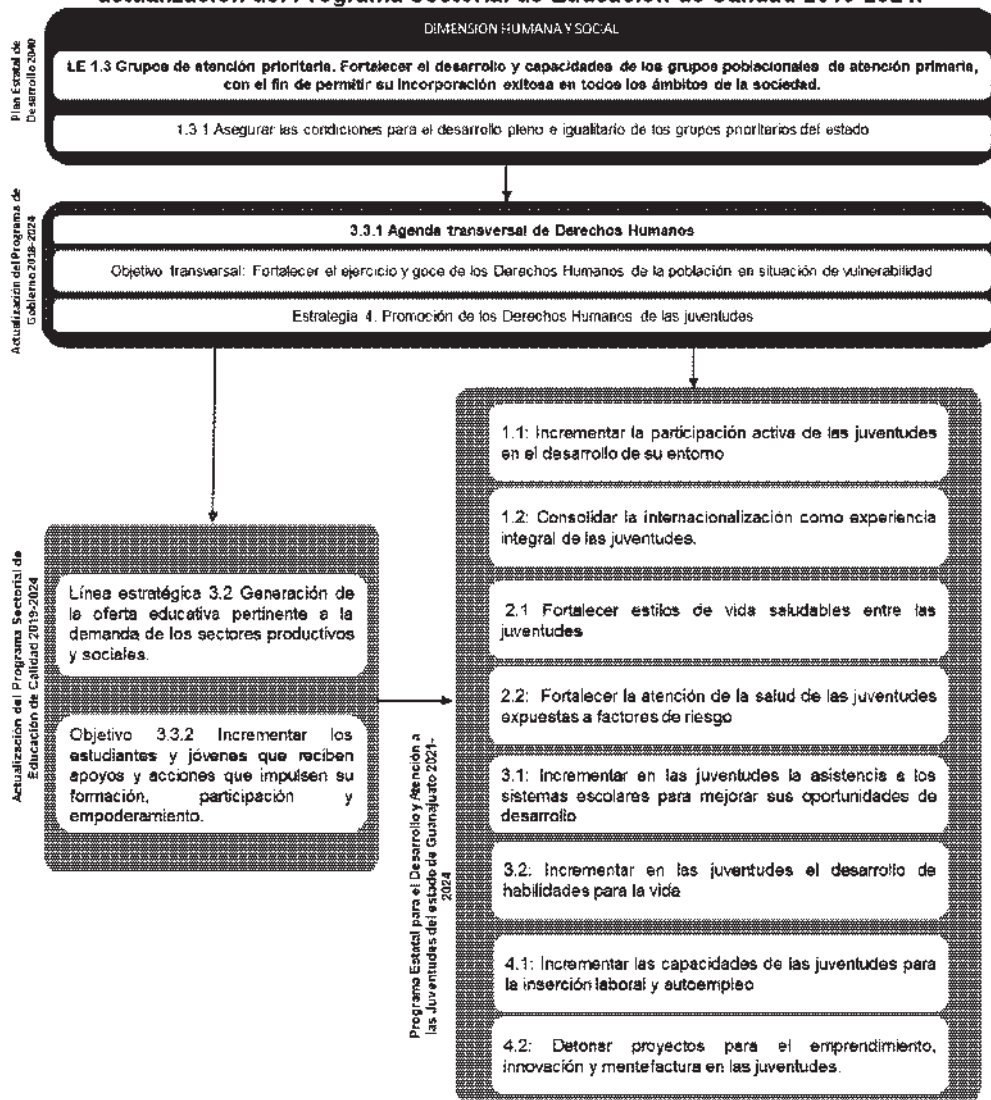 actualización del Programa Sectorial de Educación de Calidad 2019-2024.
Plan Estatal de
Desarrollo 2040
DIMENSION HUMANA Y SOCIAL
LE 1.3 Grupos de atención prioritaria. Fortalecer el desarrollo y capacidades de los grupos poblacionales de atención primaria,
con el fin de permitir su incorporación exitosa en todos los ámbitos de la sociedad.
1.3.1 Asegurar las condiciones para el desarrollo pleno e igualitario de los grupos prioritarios del estado
Actualización del Programa de
Gobierno 2018-2024
3.3.1 Agenda transversal de Derechos Humanos
Objetivo transversal: Fortalecer el ejercicio y goce de los Derechos Humanos de la población en situación de vulnerabilidad
Estrategia 4. Promoción de los Derechos Humanos de las juventudes
Actualización del Programa Sectorial de
Educación de Calidad 2019-2024
Línea estratégica 3.2 Generación de
la oferta educativa pertinente a la
demanda de los sectores productivos
y sociales.
Objetivo 3.3.2 Incrementar los
estudiantes y jóvenes que reciben
apoyos y acciones que impulsen su
formación, participación y
empoderamiento.
Programa Estatal para el Desarrollo y Atención a
las Juventudes del estado de Guanajuato 2021-
2024
1.1: Incrementar la participación activa de las juventudes
en el desarrollo de su entorno
1.2: Consolidar la internacionalización como experiencia
integral de las juventudes.
2.1 Fortalecer estilos de vida saludables entre las
juventudes
2.2: Fortalecer la atención de la salud de las juventudes
expuestas a factores de riesgo
3.1: Incrementar en las juventudes la asistencia a los
sistemas escolares para mejorar sus oportunidades de
desarrollo
3.2: Incrementar en las juventudes el desarrollo de
habilidades para la vida
4.1: Incrementar las capacidades de las juventudes para
la inserción laboral y autoempleo
4.2: Detonar proyectos para el emprendimiento,
innovación y mentefactura en las juventudes.